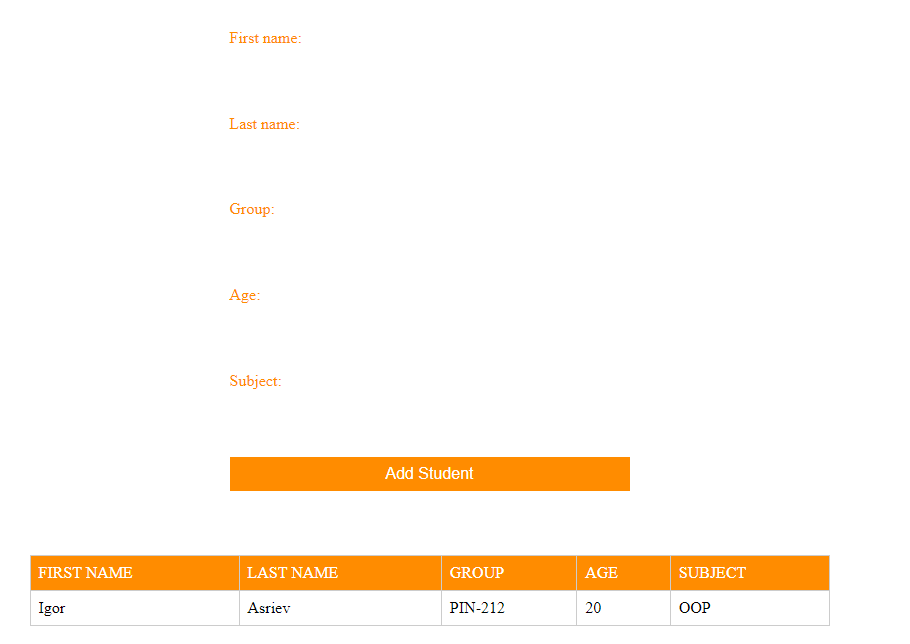 First name:
Last name:
Group:
Age:
Subject:
Add Student
FIRST NAME LAST NAME GROUP AGE SUBJECT
Igor Asriev PIN-212 20 OOP